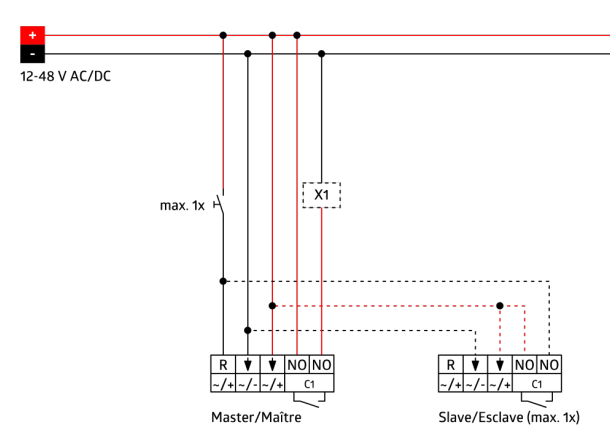 +
-
12-48 V AC/DC
max. 1x
X1
R NO NO
~/+ ~/- ~/+ C1
Master/Maître
R NO NO
~/+ ~/- ~/+ C1
Slave/Esclave (max. 1x)